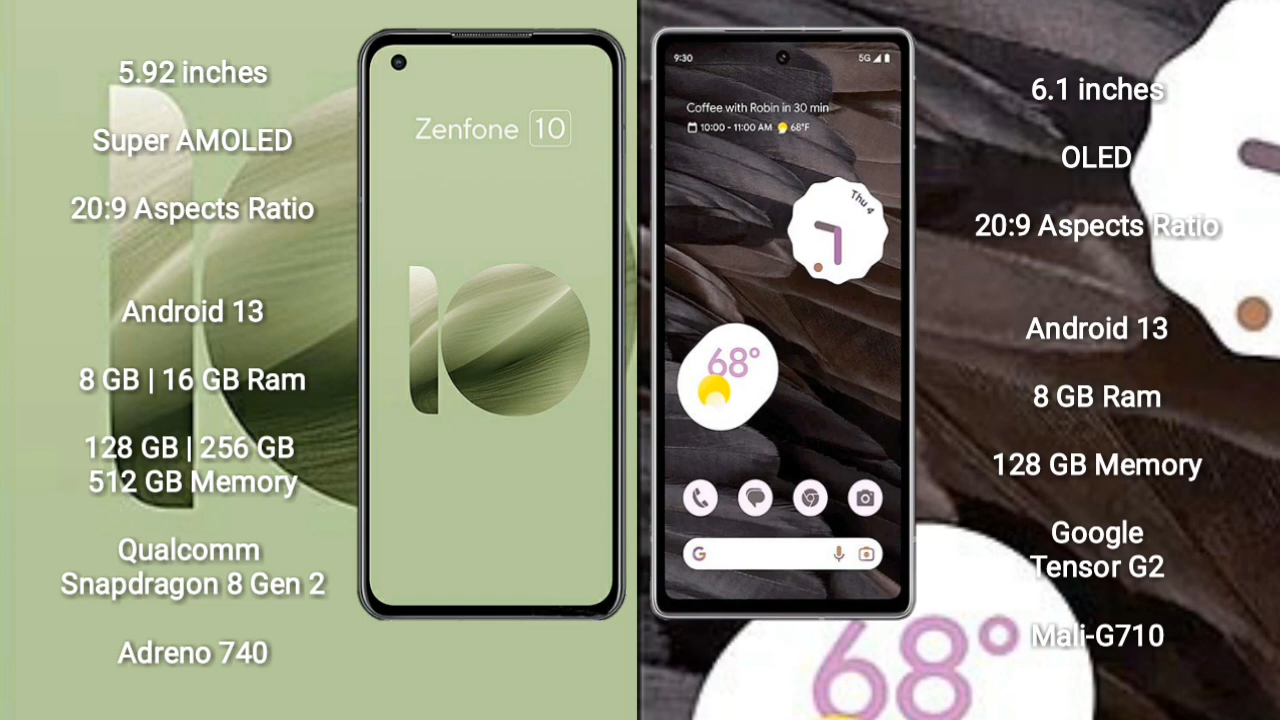 5.92 inches
Super AMOLED
20:9 Aspects Ratio
Android 13
8 GB | 16 GB Ram
128 GB | 256 GB
512 GB Memory
Qualcomm
Snapdragon 8 Gen 2
Adreno 740
Zenfone 10
10
9:30
5G
Coffee with Robin in 30 min
10:00 - 11:00 AM 68°F
Thu 4
68°
G
6.1 inches
OLED
20:9 Aspects Ratio
Android 13
8 GB Ram
128 GB Memory
Google
Tensor G2
Mali-G710
68°